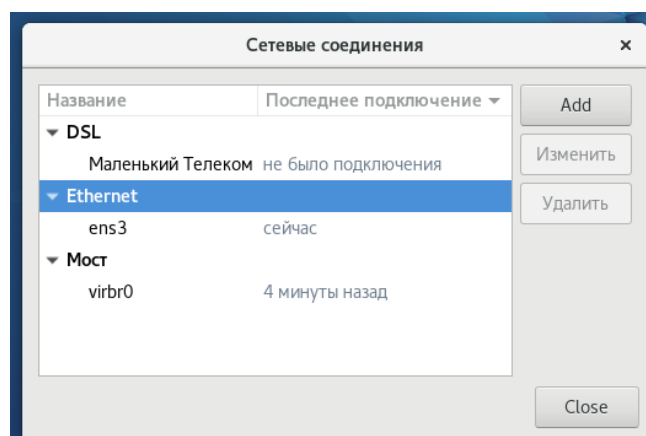 Сетевые соединения
Название Последнее подключение
Add
DSL
Маленький Телеком не было подключения
Изменить
Ethernet
Удалить
ens3 сейчас
Мост
virbr0 4 минуты назад
Close